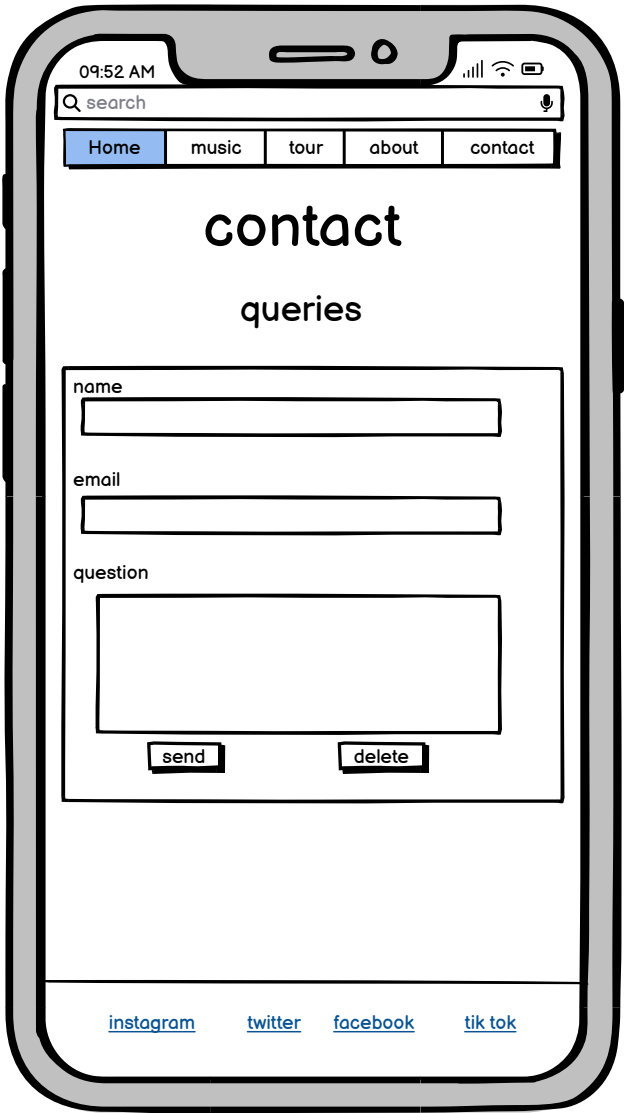 09:52 AM
search
Home music tour about contact
contact
queries
name
email
question
send delete
instagram twitter facebook tik tok